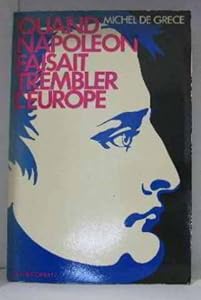 QUAND
MICHEL DE GRECE
NAPOLEON
FAISAIT
TREMBLER
L'EUROPE